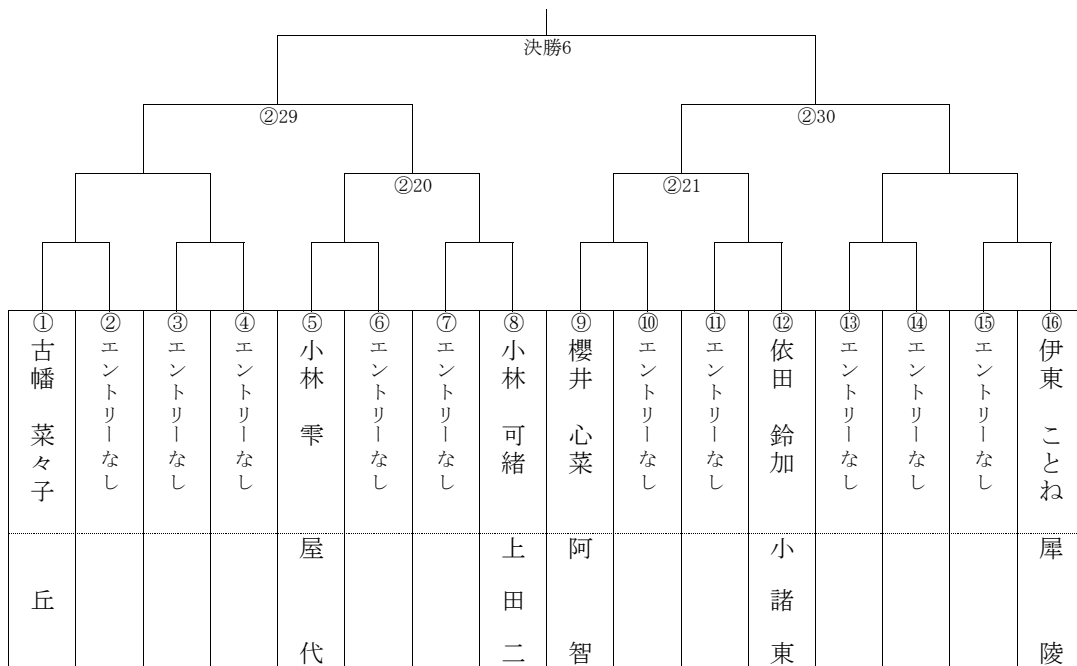 決勝6
②29
②30
②20
②21
①
古幡 菜々子
丘
②
エントリーなし
③
エントリーなし
④
エントリーなし
⑤
小林 雫
屋代
⑥
エントリーなし
⑦
エントリーなし
⑧
小林 可緒
上田二
⑨
櫻井 心菜
阿智
⑩
エントリーなし
⑪
エントリーなし
⑫
依田 鈴加
小諸東
⑬
エントリーなし
⑭
エントリーなし
⑮
エントリーなし
⑯
伊東 ことね
犀陵